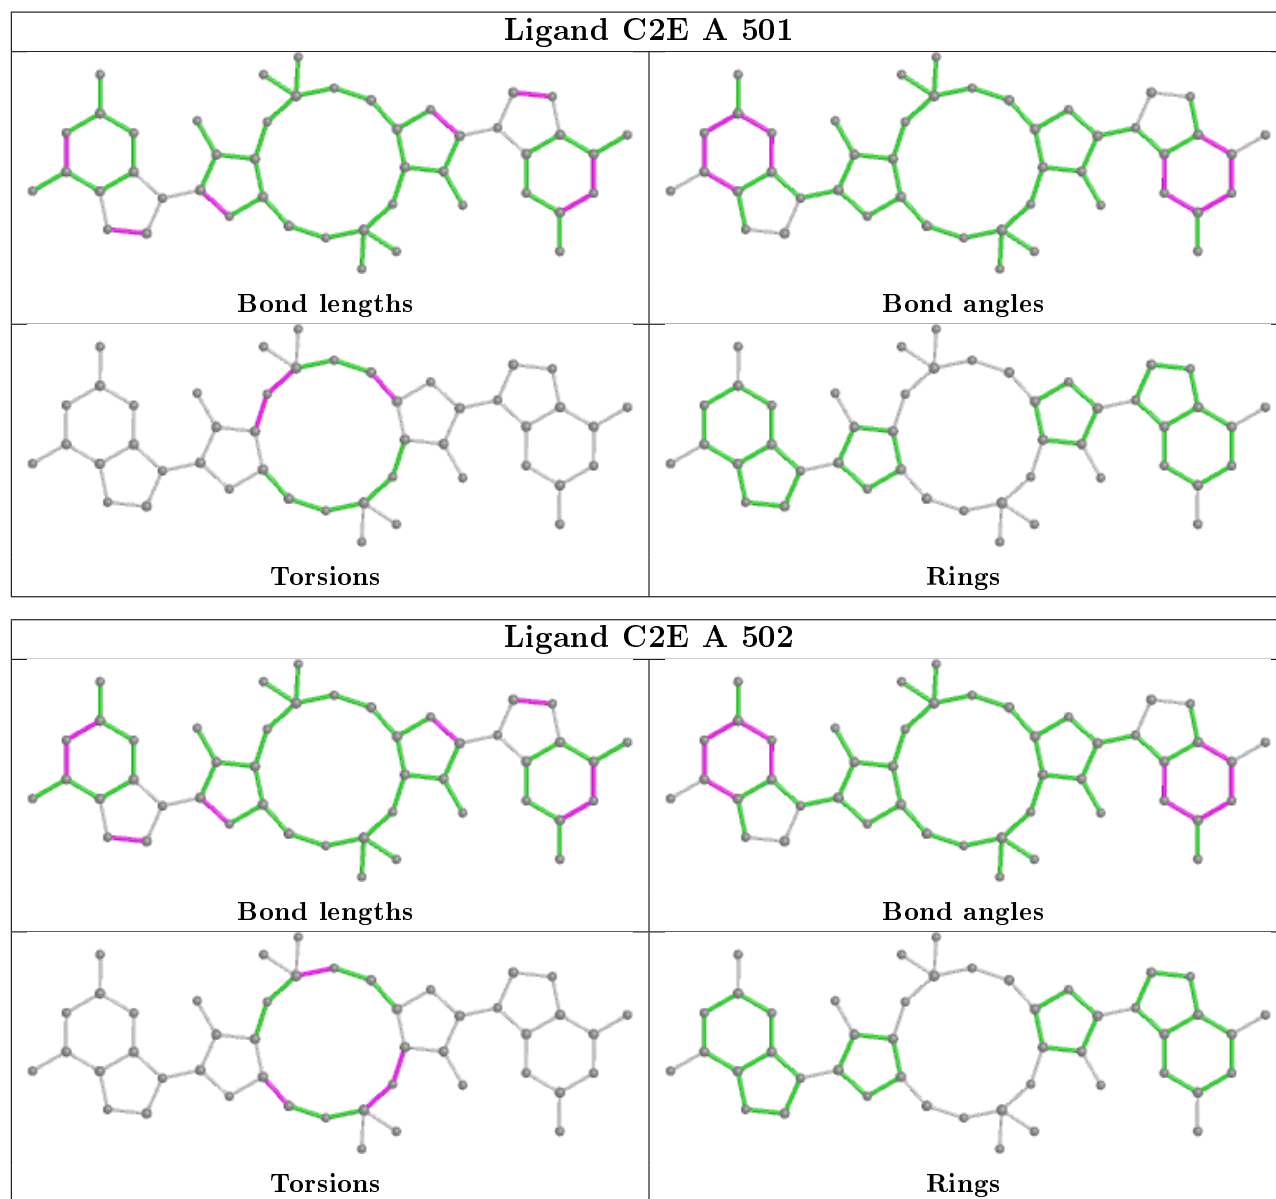 Ligand C2E A 501
Bond lengths
Bond angles
Torsions
Rings
Ligand C2E A 502
Bond lengths
Bond angles
Torsions
Rings